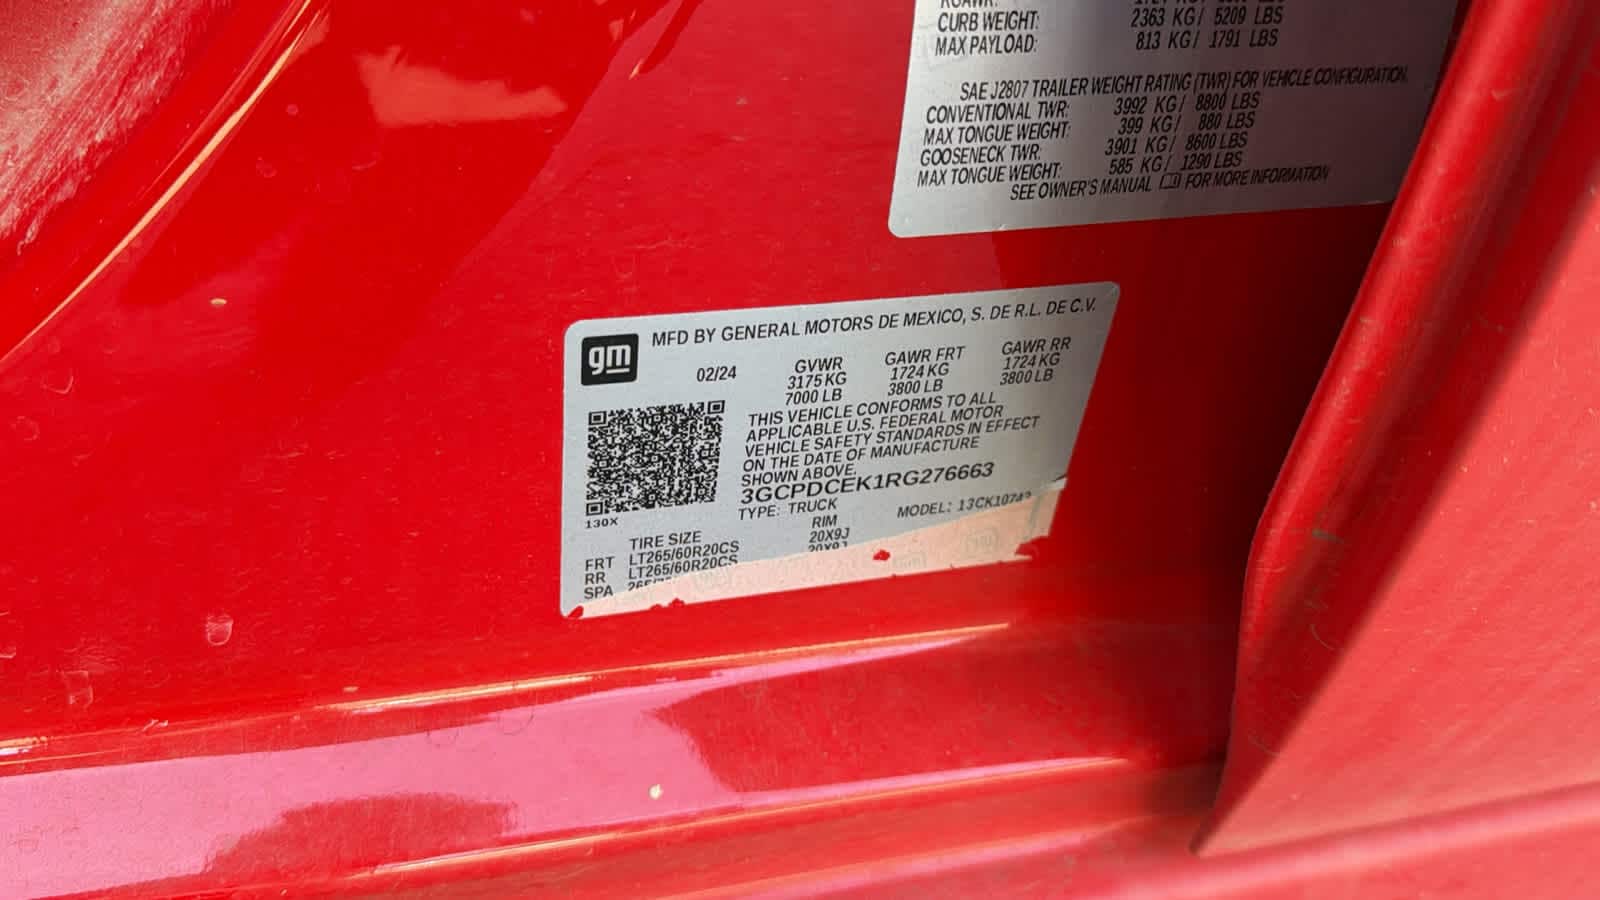 CURB WEIGHT: 2363 KG/ 5209 LBS
MAX PAYLOAD: 813 KG/ 1791 LBS
SAE J2807 TRAILER WEIGHT RATING (TWR) FOR VEHICLE CONFIGURATION.
CONVENTIONAL TWR: 3992 KG/ 8800 LBS
MAX TONGUE WEIGHT: 399 KG/ 880 LBS
GOOSENECK TWR: 3901 KG/ 8600 LBS
MAX TONGUE WEIGHT: 585 KG/ 1290 LBS
SEE OWNER'S MANUAL FOR MORE INFORMATION
gm
MFD BY GENERAL MOTORS DE MEXICO, S. DE R.L. DE C.V.
02/24 GVWR GAWR FRT GAWR RR
3175 KG 1724 KG 1724 KG
7000 LB 3800 LB 3800 LB
THIS VEHICLE CONFORMS TO ALL
APPLICABLE U.S. FEDERAL MOTOR
VEHICLE SAFETY STANDARDS IN EFFECT
ON THE DATE OF MANUFACTURE
SHOWN ABOVE.
3GCPDCEK1RG276663
130X
TYPE: TRUCK MODEL: 13CK10743
TIRE SIZE RIM
FRT LT265/60R20CS 20X9J
RR LT265/60R20CS 20X9J
SPA